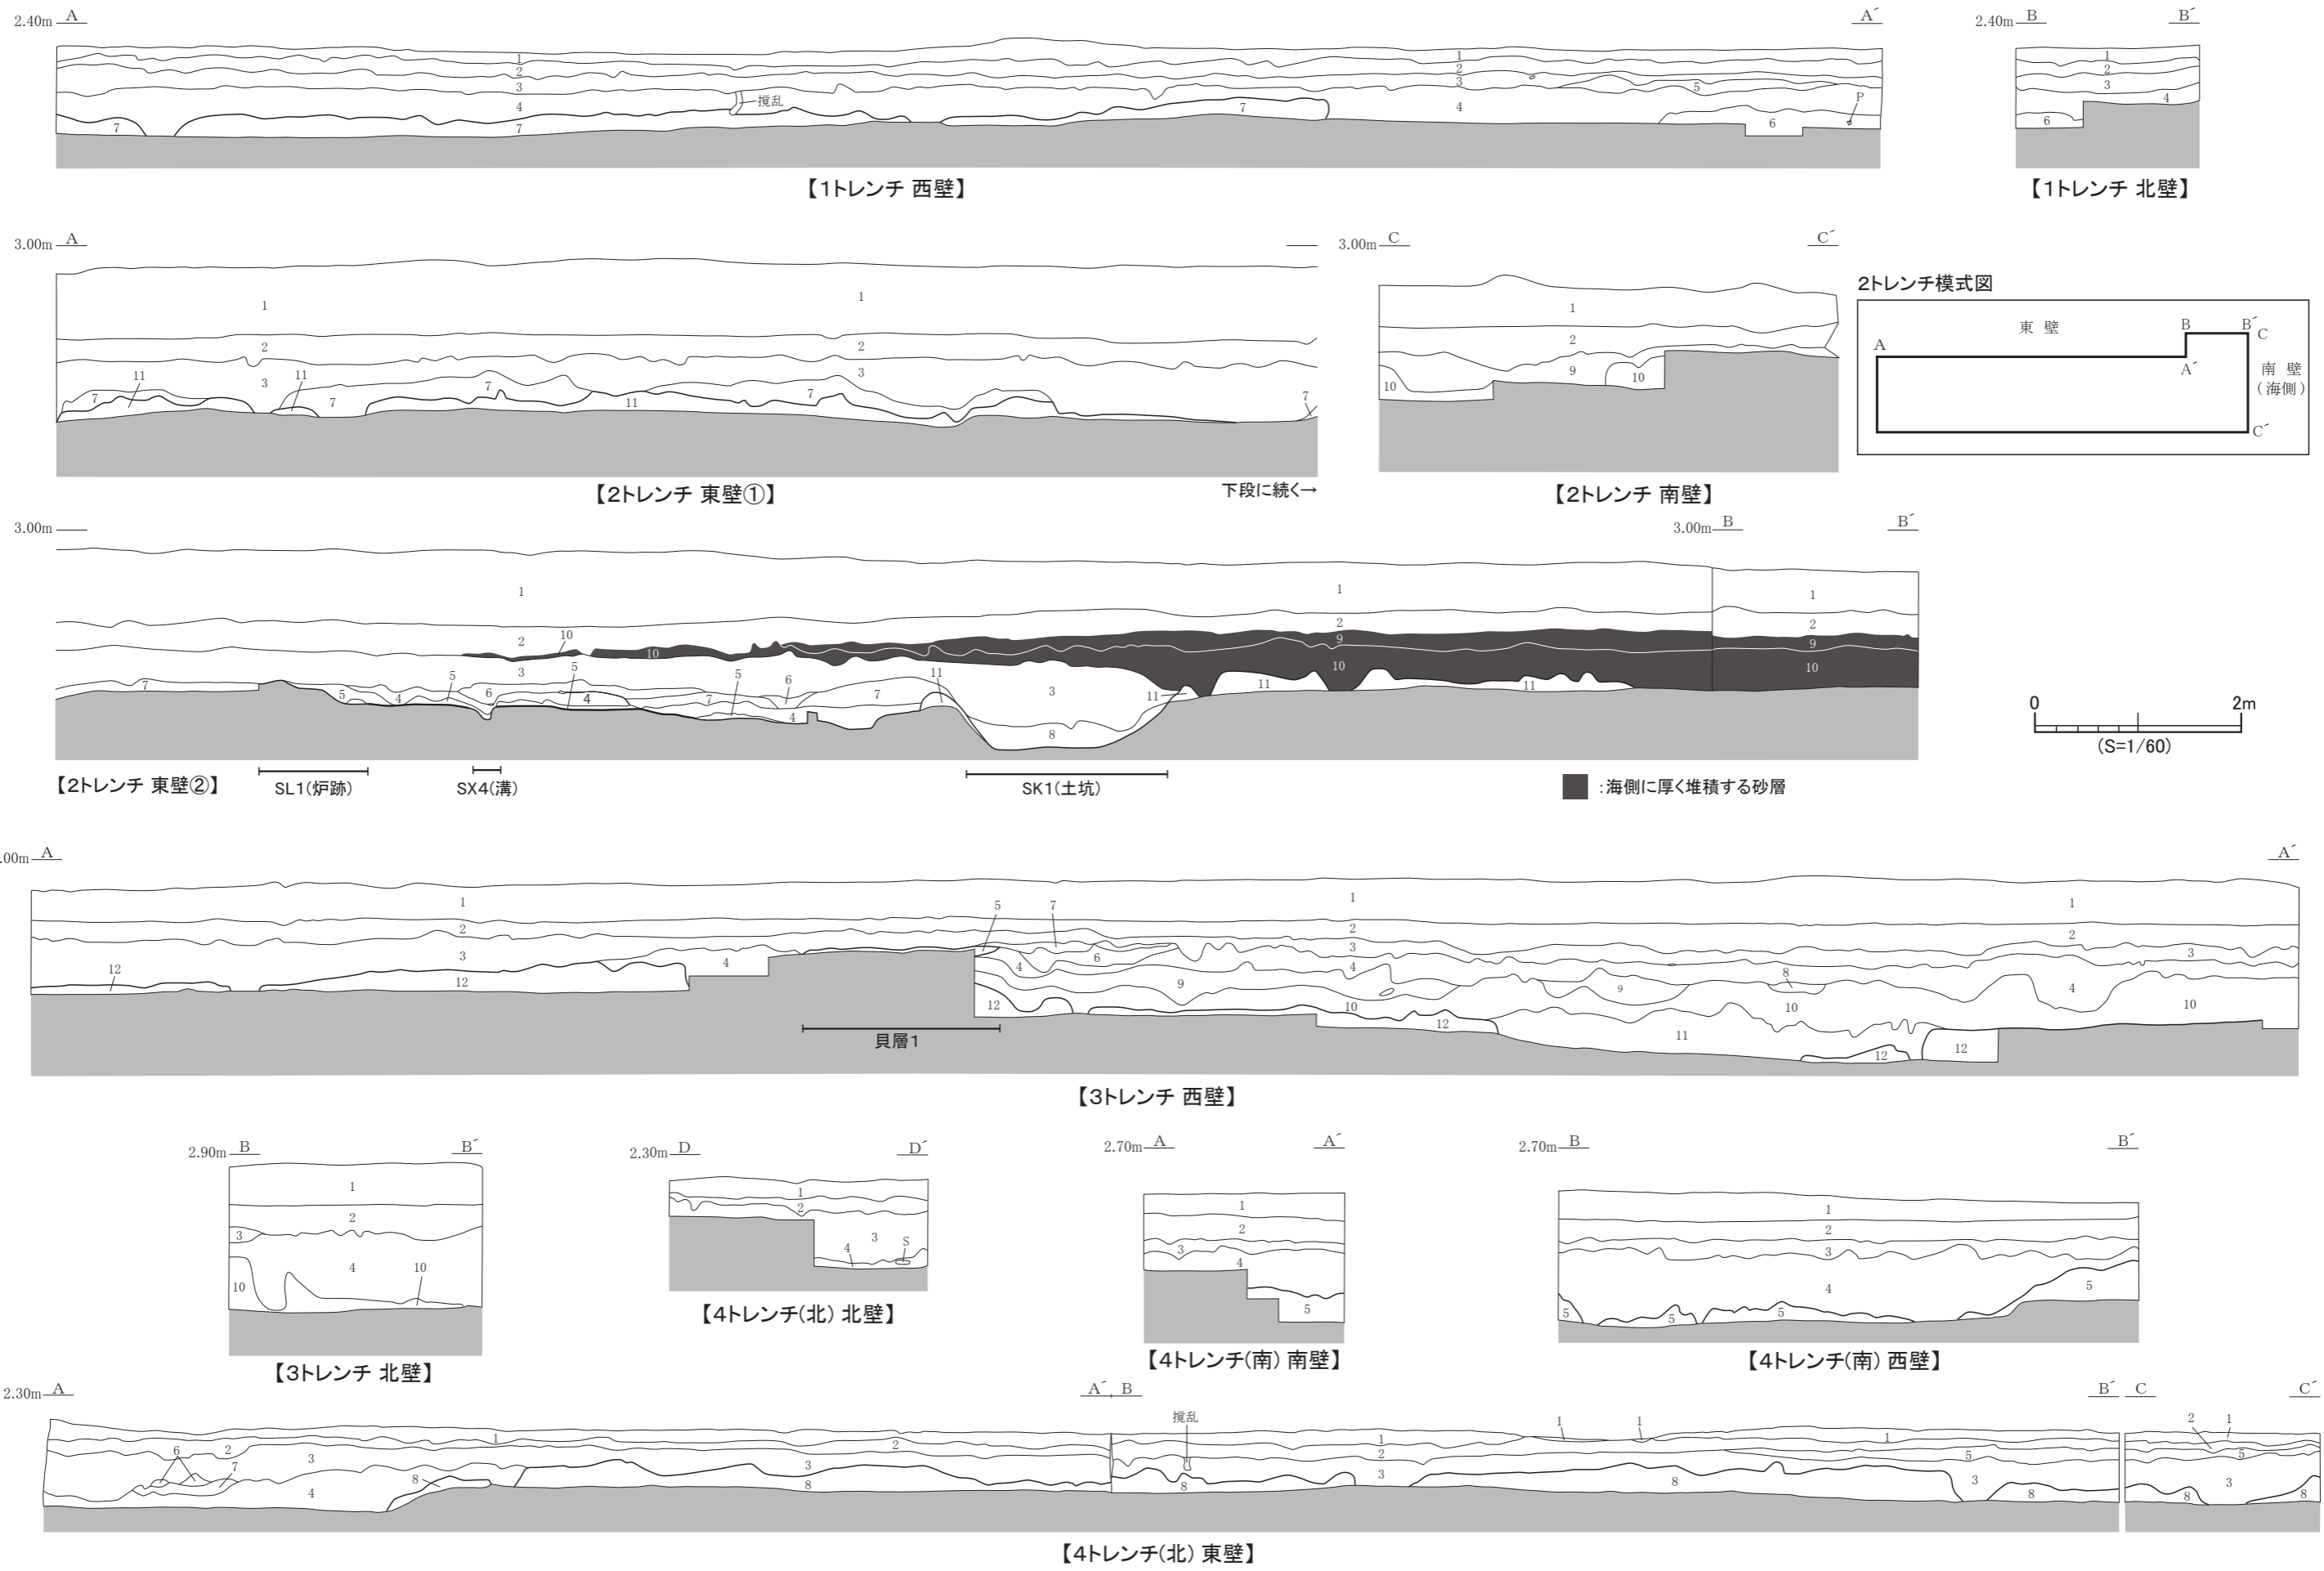 2.40m A A´ 2.40m B B´
1 1 1
2 2 2
3 3 5 3
4 撹乱 7 4 P 4
7 7 6 6
【1トレンチ 西壁】 【1トレンチ 北壁】
3.00m A 3.00m C C´
2トレンチ模式図
1 1 1
東 壁 B B´ C
2 2 2 A A´ 南 壁
(海側)
11 3 11 7 3 9 10
7 7 11 7 7 10 C´
【2トレンチ 東壁①】 下段に続く→ 【2トレンチ 南壁】
3.00m 3.00m B B´
1 1 1
2 10 2 2
10 9 9
5 3 5 5 6 11 3 10 10
7 5 4 6 4 7 7 11 11 11
5 4 8
0 2m
(S=1/60)
【2トレンチ 東壁②】 SL1(炉跡) SX4(溝) SK1(土坑) :海側に厚く堆積する砂層
.00m A A´
1 5 7 1 1
2 2 2
3 4 6 3 3
12 4 4 8 4
12 9 9 10 10
12 10 12 11 12 12
貝層1
【3トレンチ 西壁】
2.90m B B´ 2.30m D D´ 2.70m A A´ 2.70m B B´
1 1 1 1
2 2 2 2
3 3 3 3
4 4 S 4 4
10 10 5 5 5 5 5
【3トレンチ 北壁】 【4トレンチ(北) 北壁】 【4トレンチ(南) 南壁】 【4トレンチ(南) 西壁】
2.30m A A´ B B´ C C´
撹乱 1 1 2 1
1 2 1 1
6 2 3 2 5 5
7 8 3 3 3 3
4 8 8 8 8 8 8
【4トレンチ(北) 東壁】